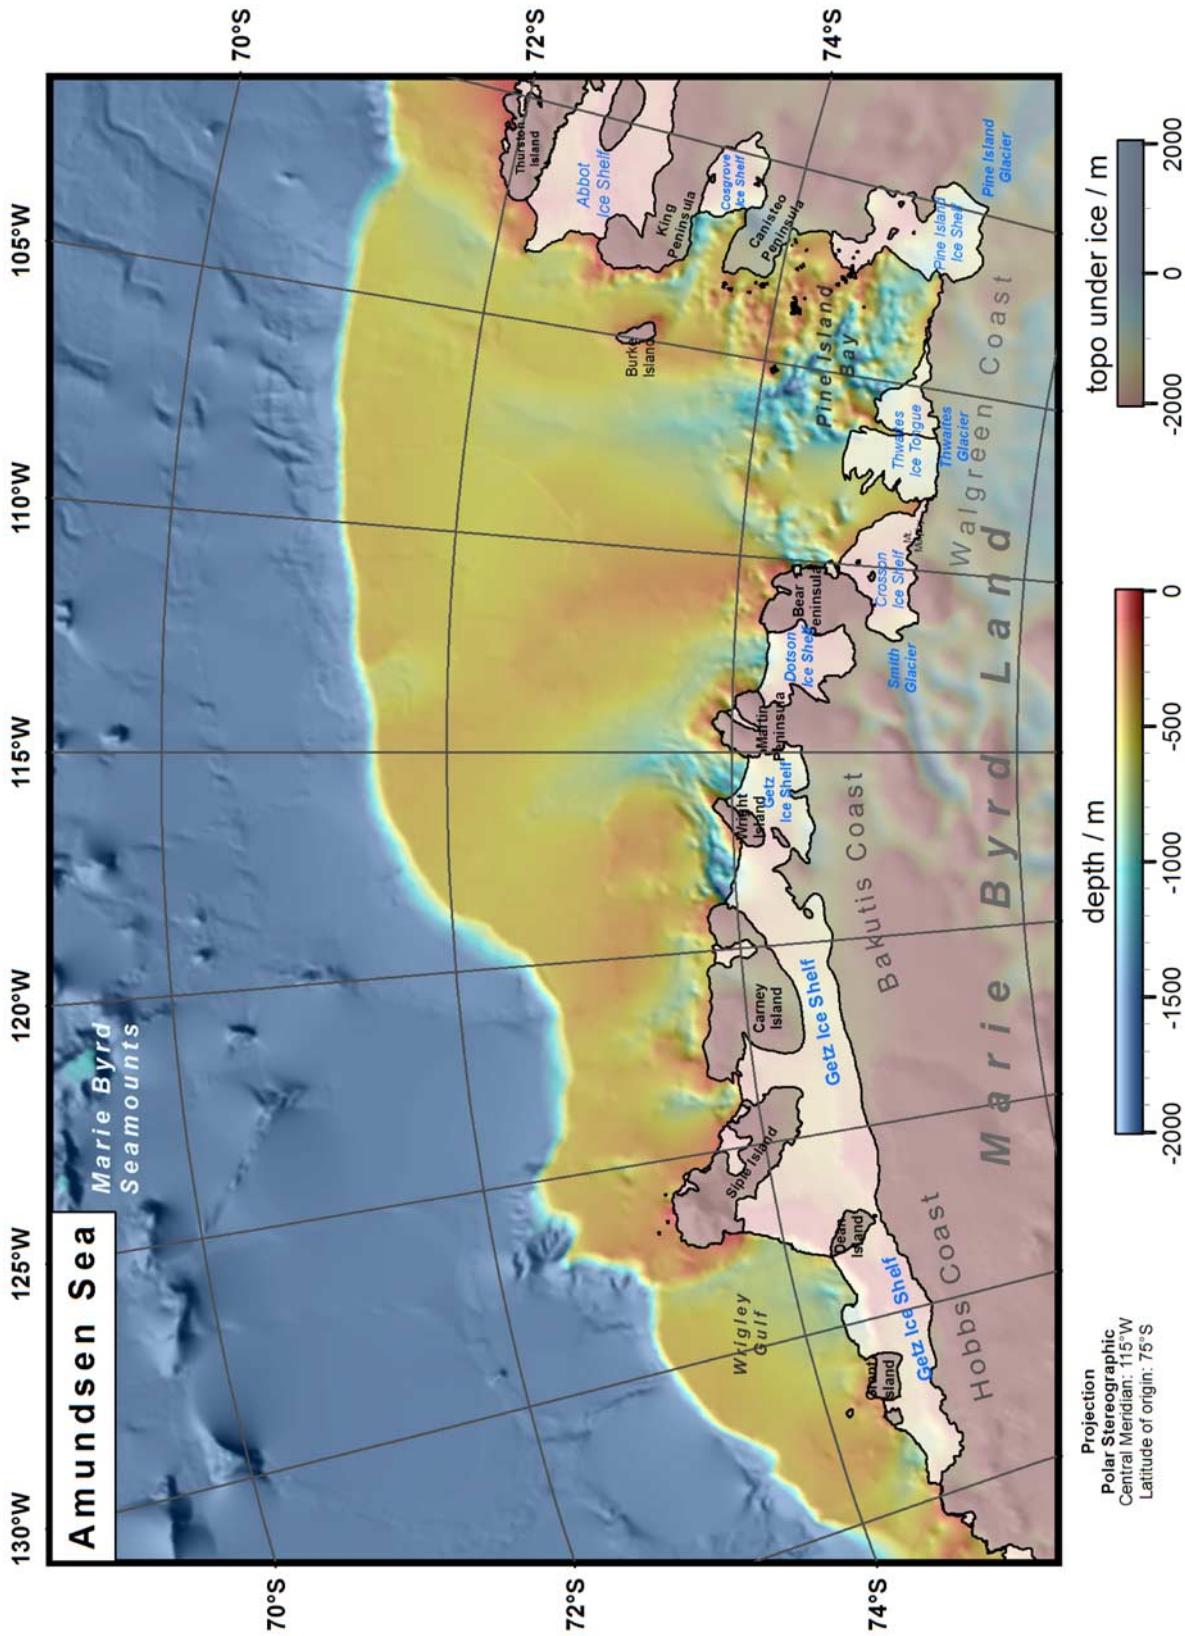 Amundsen Sea
130°W
125°W
120°W
115°W
110°W
105°W
70°S
72°S
74°S
70°S
72°S
74°S
Marie Byrd
Seamounts
Thurston
Island
Abbot
Ice Shelf
King
Peninsula
Cosgrove
Ice Shelf
Canisteo
Peninsula
Burke
Island
Pine Island
Bay
Pine Island
Ice Shelf
Pine Island
Glacier
Thwaites
Ice Tongue
Thwaites
Glacier
Walgreen Coast
Crosson
Ice Shelf
Mt.
Bear
Peninsula
Dotson
Ice Shelf
Smith
Glacier
Martin
Peninsula
Getz
Ice Shelf
Wright
Island
Bakutis Coast
Carney
Island
Getz Ice Shelf
Siple Island
Dean
Island
Wrigley
Gulf
Getz Ice Shelf
Grant
Island
Hobbs Coast
Marie Byrd Land
Projection
Polar Stereographic
Central Meridian: 115°W
Latitude of origin: 75°S
depth / m
-2000
-1500
-1000
-500
0
topo under ice / m
-2000
0
2000